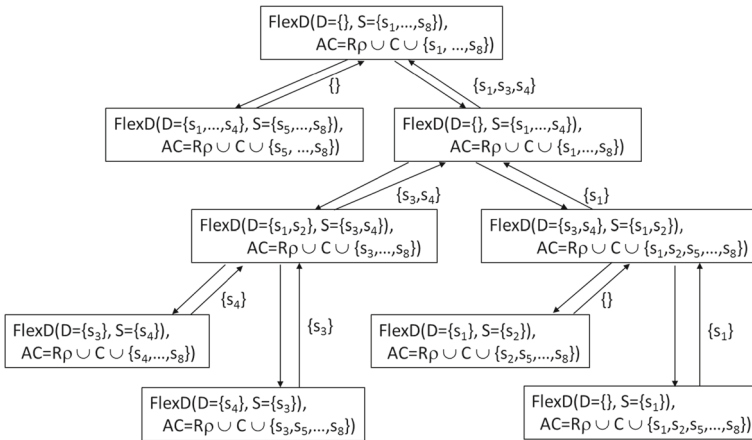 FlexD(D={}, S={s₁,...,s₈}),
AC=Rρ ∪ C ∪ {s₁, ...,s₈})
{}
{s₁,s₃,s₄}
FlexD(D={s₁,...,s₄}, S={s₅,...,s₈}),
AC=Rρ ∪ C ∪ {s₅, ...,s₈})
FlexD(D={}, S={s₁,...,s₄}),
AC=Rρ ∪ C ∪ {s₁,...,s₈})
{s₃,s₄}
{s₁}
FlexD(D={s₁,s₂}, S={s₃,s₄}),
AC=Rρ ∪ C ∪ {s₃,...,s₈})
FlexD(D={s₃,s₄}, S={s₁,s₂}),
AC=Rρ ∪ C ∪ {s₁,s₂,s₅,...,s₈})
{s₄}
{s₃}
{}
{s₁}
FlexD(D={s₃}, S={s₄}),
AC=Rρ ∪ C ∪ {s₄,...,s₈})
FlexD(D={s₁}, S={s₂}),
AC=Rρ ∪ C ∪ {s₂,s₅,...,s₈})
FlexD(D={s₄}, S={s₃}),
AC=Rρ ∪ C ∪ {s₃,s₅,...,s₈})
FlexD(D={}, S={s₁}),
AC=Rρ ∪ C ∪ {s₁,s₂,s₅,...,s₈})